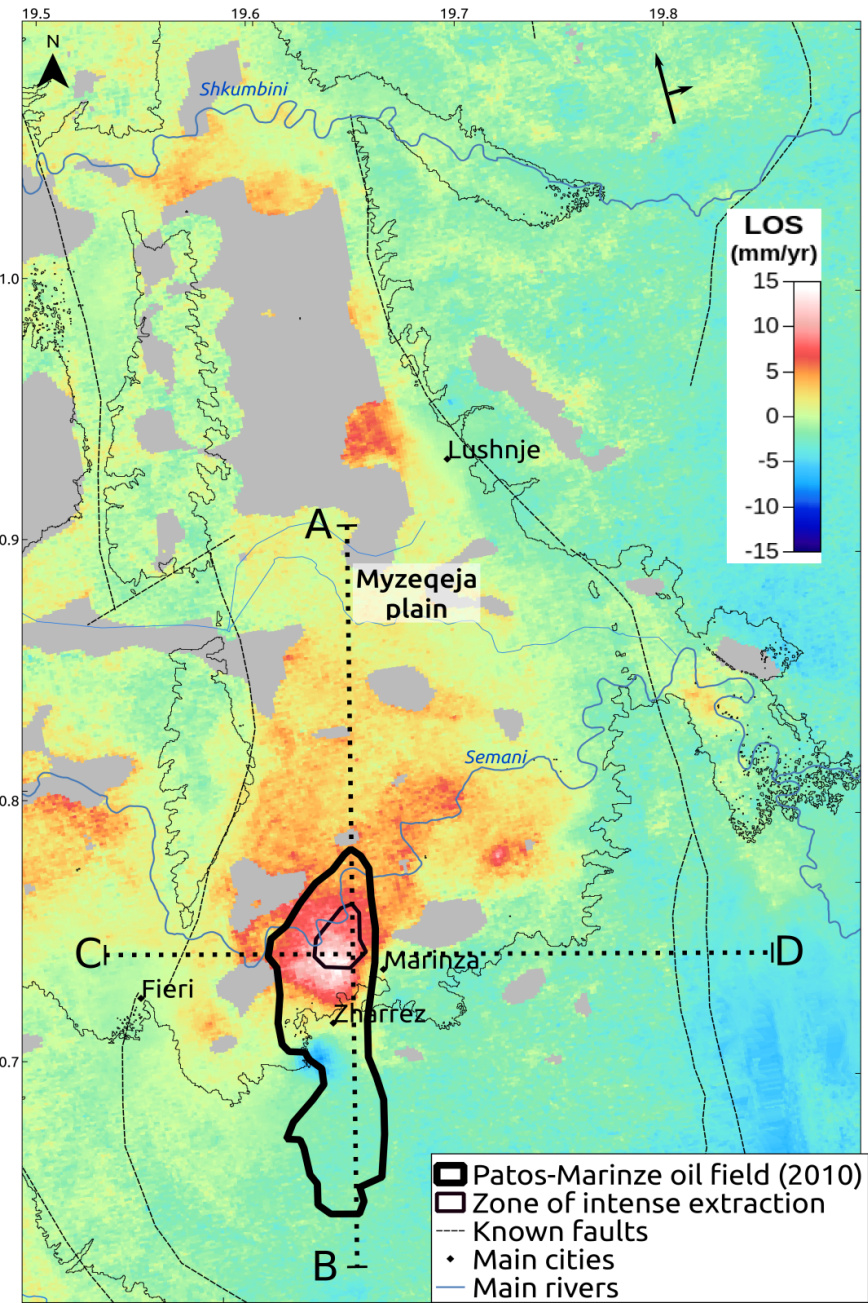 19.5
19.6
19.7
19.8
N
Shkumbini
LOS
(mm/yr)
15
10
5
0
-5
-10
-15
1.0
Lushnje
A
0.9
Myzeqeja
plain
Semani
0.8
C
D
Marinza
Fieri
Zharrez
0.7
B
Patos-Marinze oil field (2010)
Zone of intense extraction
Known faults
Main cities
Main rivers